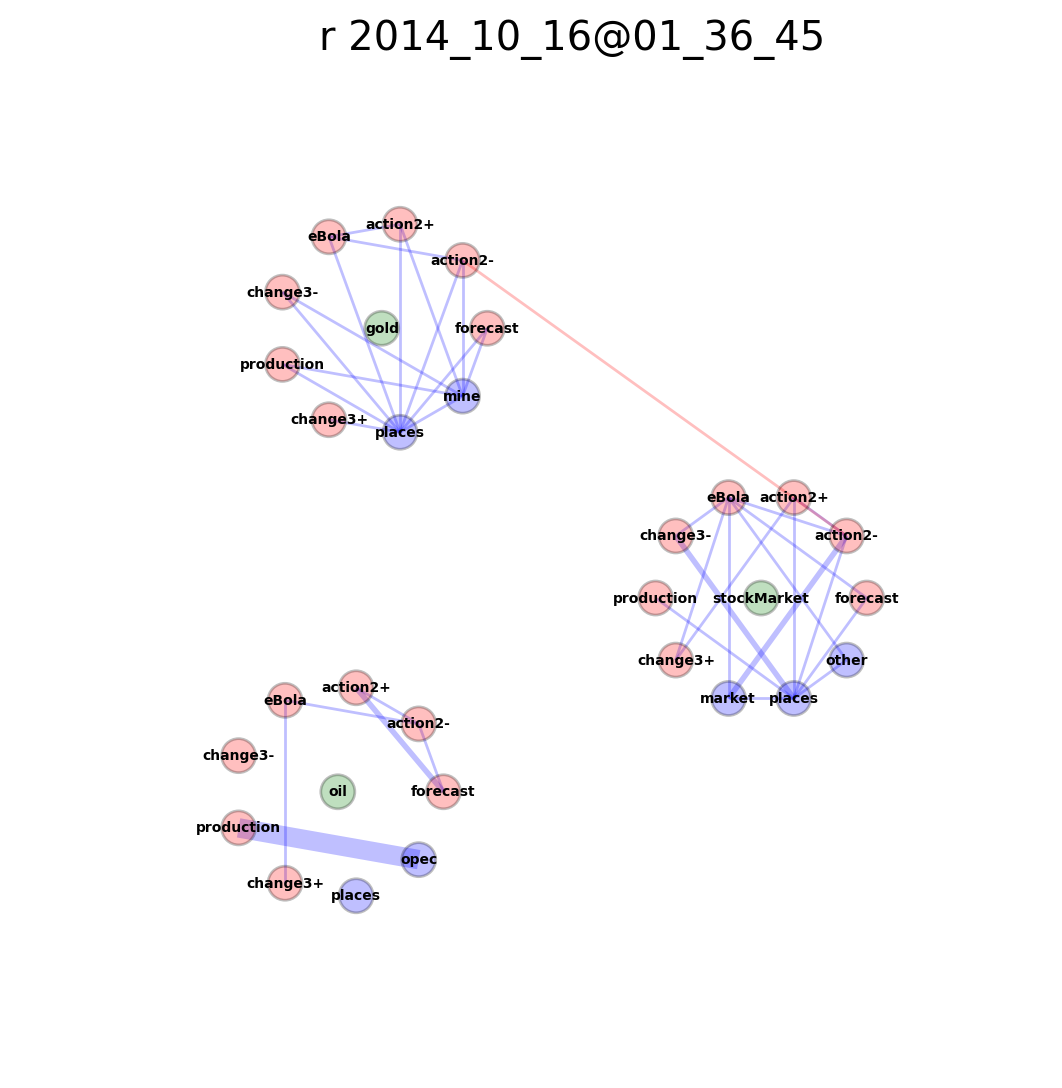 r 2014_10_16@01_36_45
action2+
eBola
action2-
change3-
gold
forecast
production
mine
change3+
places
eBola
action2+
change3-
action2-
production
stockMarket
forecast
change3+
other
market
places
action2+
eBola
action2-
change3-
oil
forecast
production
opec
change3+
places